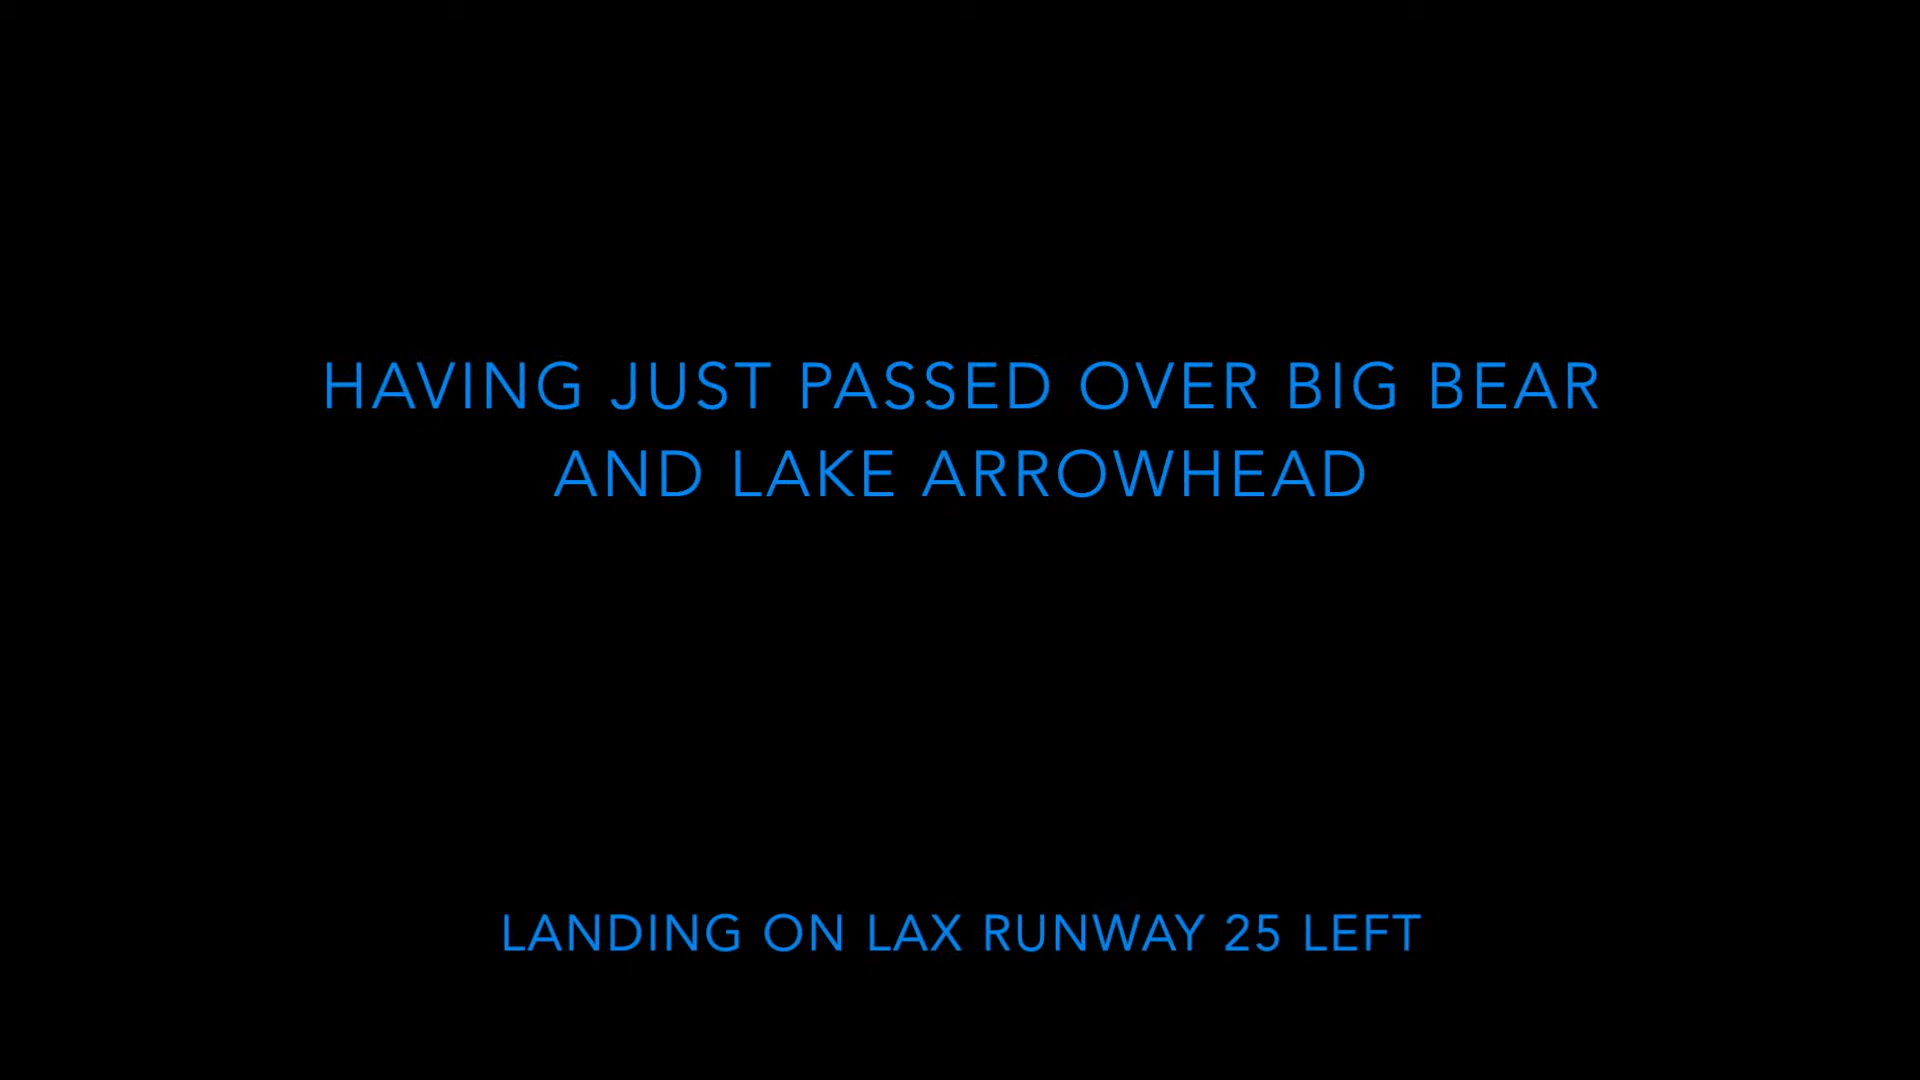 HAVING JUST PASSED OVER BIG BEAR
AND LAKE ARROWHEAD
LANDING ON LAX RUNWAY 25 LEFT